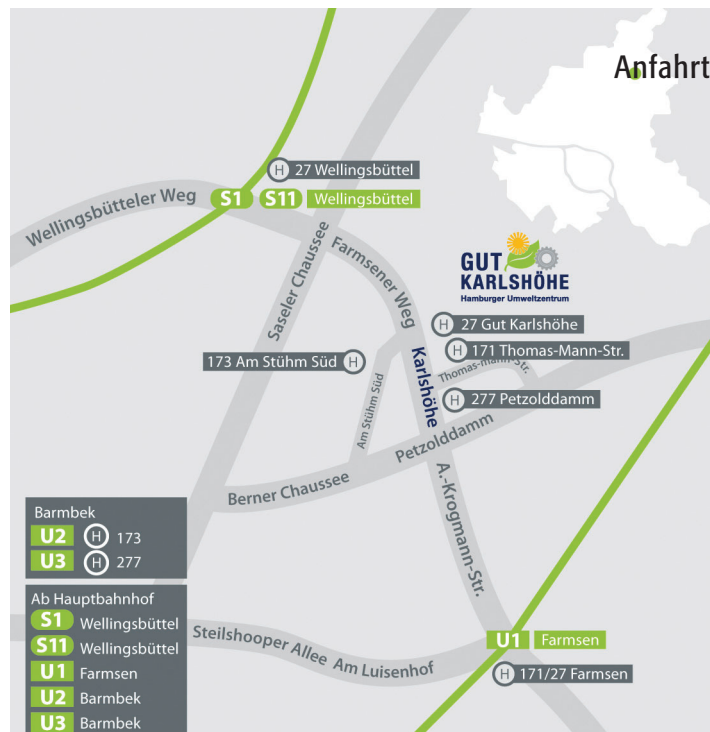 Anfahrt
H 27 Wellingsbüttel
Wellingsbütteler Weg
S1 S11 Wellingsbüttel
Saseler Chaussee
Farmsener Weg
GUT
KARLSHÖHE
Hamburger Umweltzentrum
H 27 Gut Karlshöhe
H 171 Thomas-Mann-Str.
173 Am Stühm Süd H
Karlshöhe
Thomas-mann-Str.
H 277 Petzolddamm
Am Stühm Süd
Petzolddamm
Berner Chaussee
A.-Krogmann-Str.
Barmbek
U2 H 173
U3 H 277
Ab Hauptbahnhof
S1 Wellingsbüttel
S11 Wellingsbüttel
U1 Farmsen
U2 Barmbek
U3 Barmbek
Steilshooper Allee Am Luisenhof
U1 Farmsen
H 171/27 Farmsen